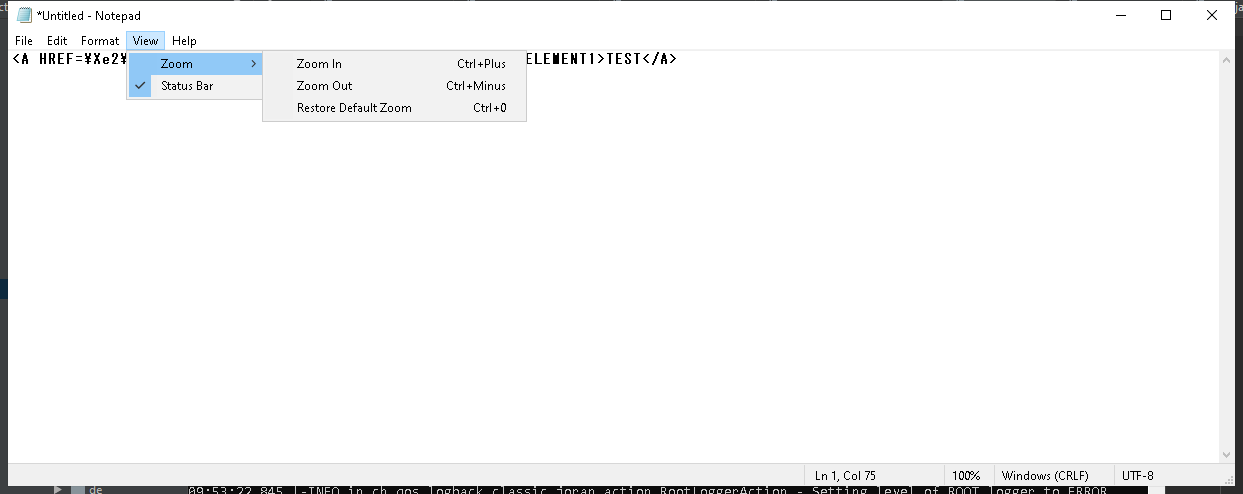 *Untitled - Notepad
File Edit Format View Help
<A HREF=¥Xe2¥ ELEMENT1>TEST</A>
Zoom
Status Bar
Zoom In Ctrl+Plus
Zoom Out Ctrl+Minus
Restore Default Zoom Ctrl+0
Ln 1, Col 75 100% Windows (CRLF) UTF-8
de 09:53:22,845 |-INFO in ch.qos.logback.classic.joran.action.RootLoggerAction - Setting level of ROOT logger to ERROR